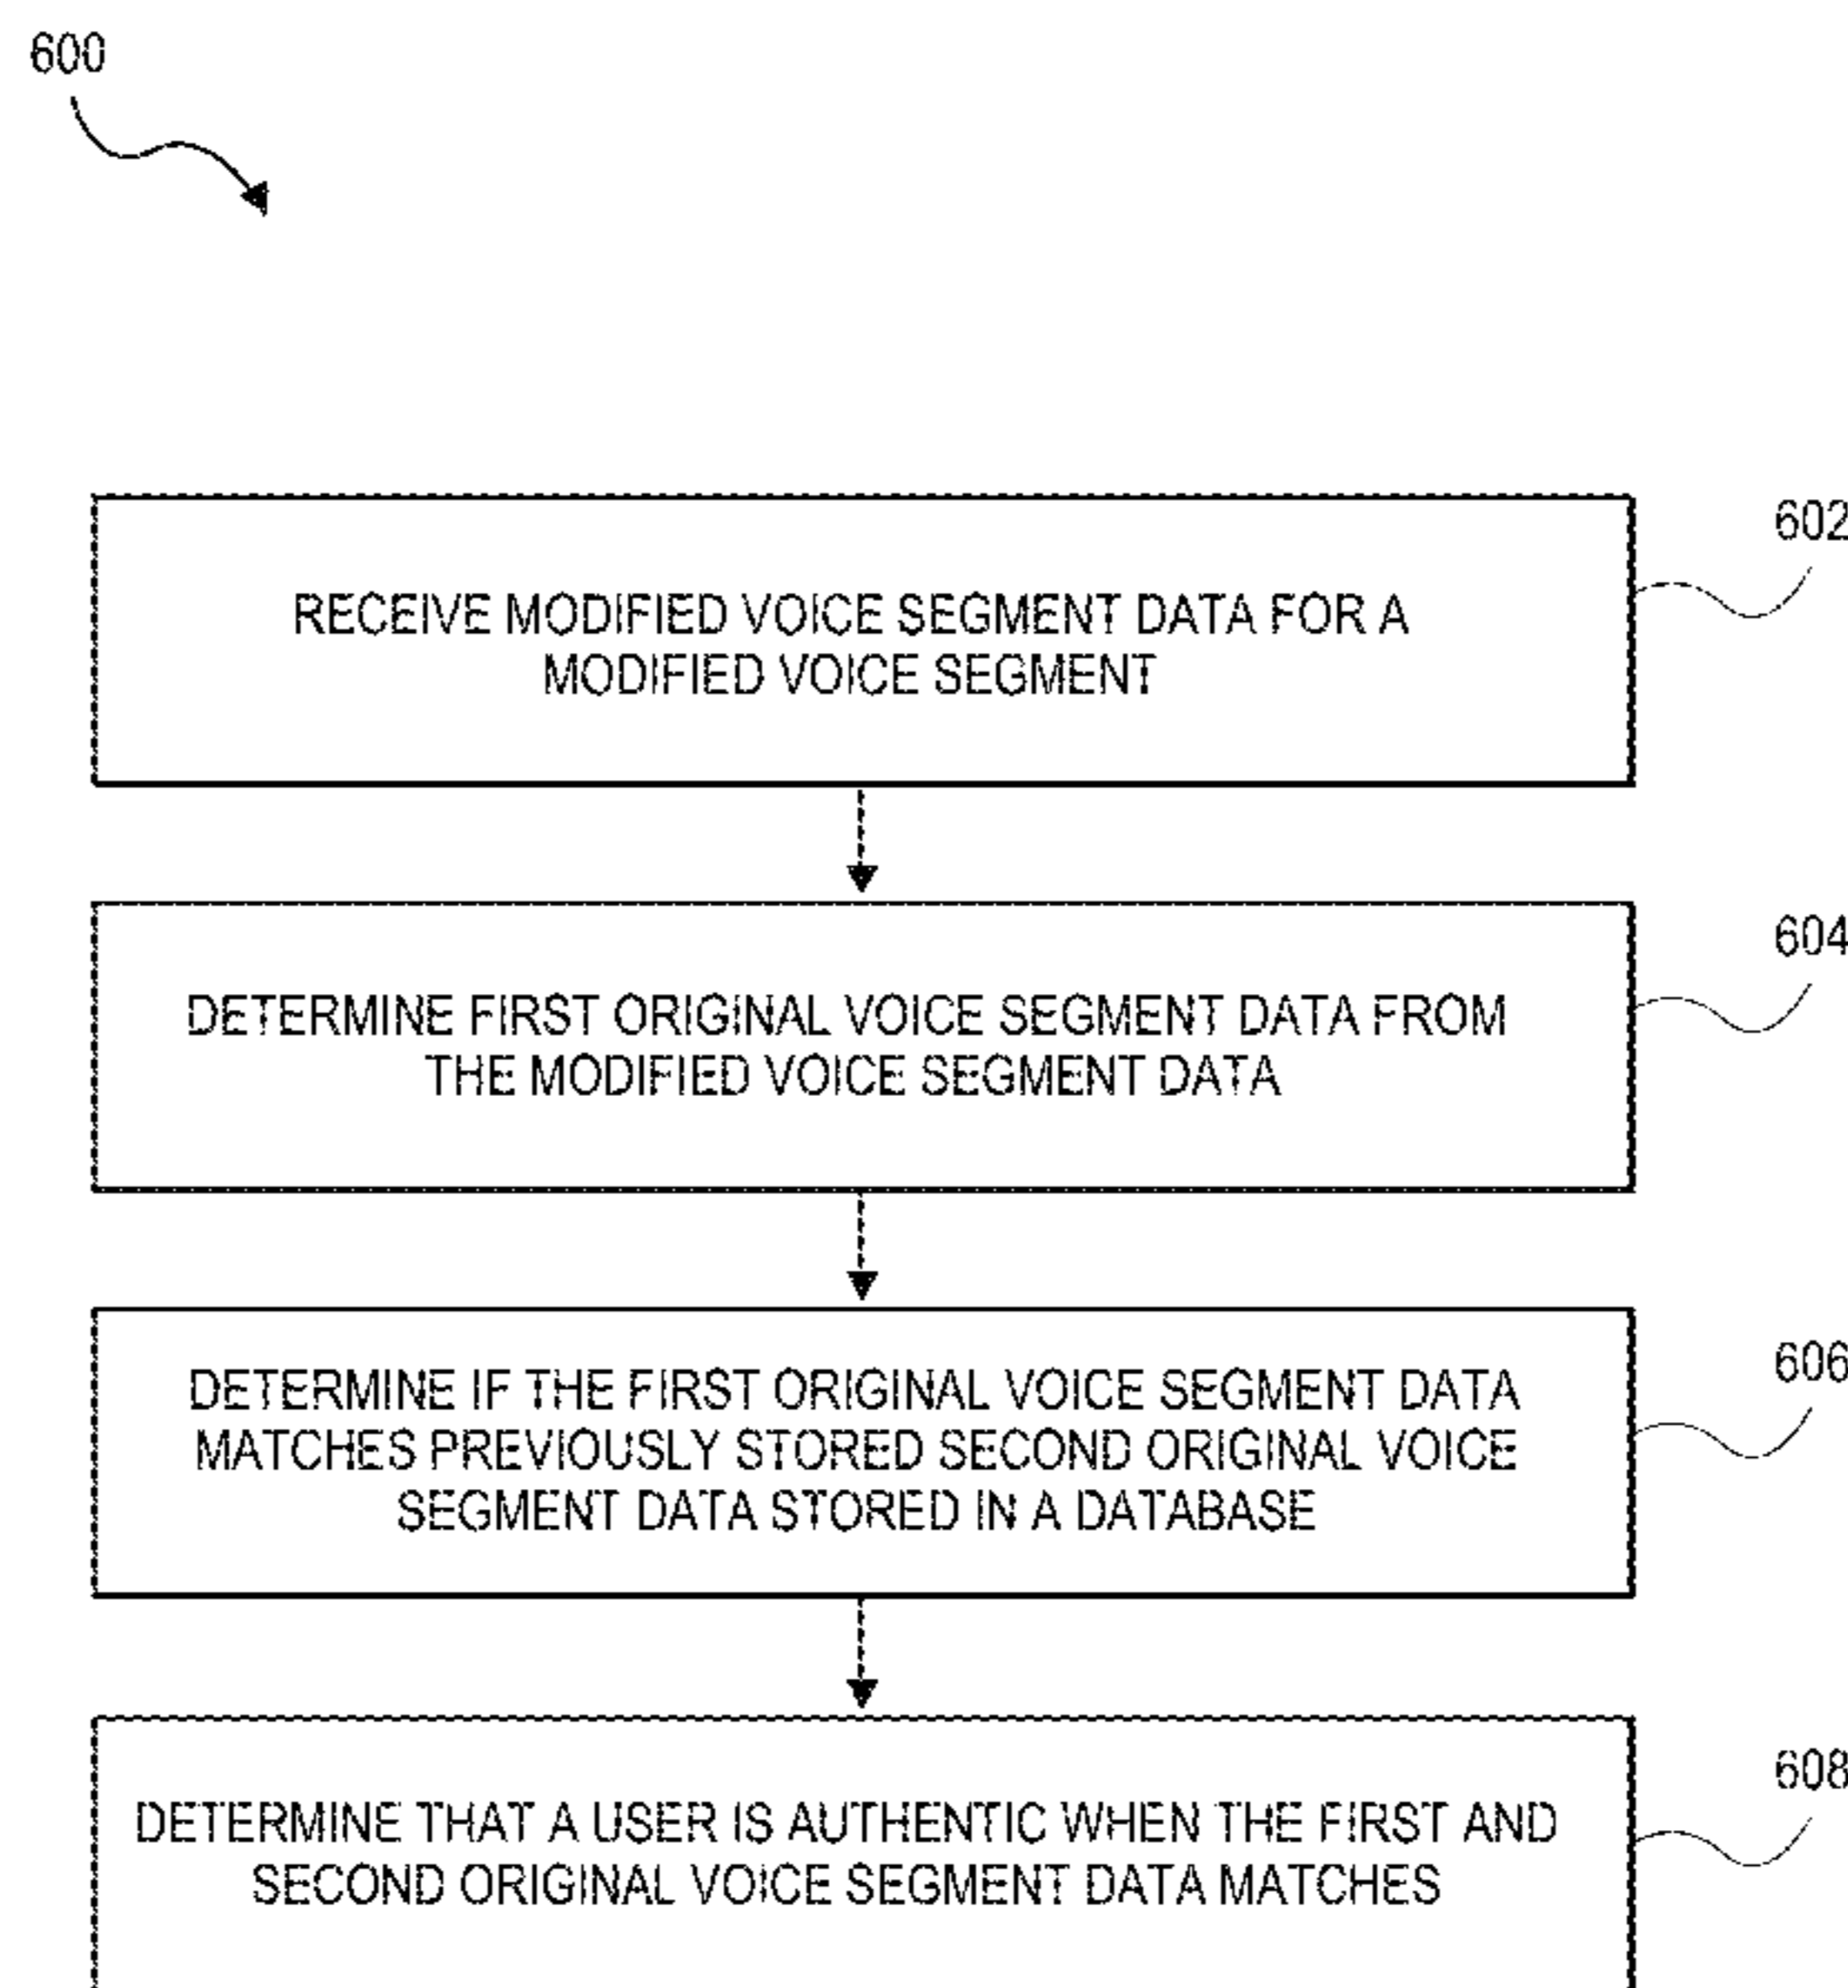 600
602
RECEIVE MODIFIED VOICE SEGMENT DATA FOR A
MODIFIED VOICE SEGMENT
604
DETERMINE FIRST ORIGINAL VOICE SEGMENT DATA FROM
THE MODIFIED VOICE SEGMENT DATA
606
DETERMINE IF THE FIRST ORIGINAL VOICE SEGMENT DATA
MATCHES PREVIOUSLY STORED SECOND ORIGINAL VOICE
SEGMENT DATA STORED IN A DATABASE
608
DETERMINE THAT A USER IS AUTHENTIC WHEN THE FIRST AND
SECOND ORIGINAL VOICE SEGMENT DATA MATCHES